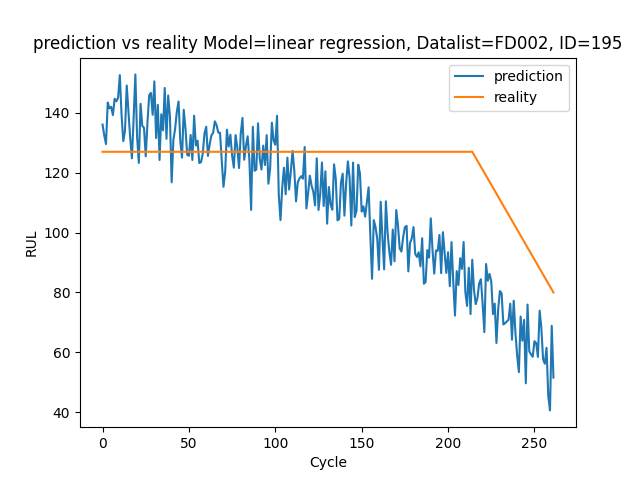 prediction vs reality Model=linear regression, Datalist=FD002, ID=195
prediction
reality
RUL
140
120
100
80
60
40
0 50 100 150 200 250
Cycle